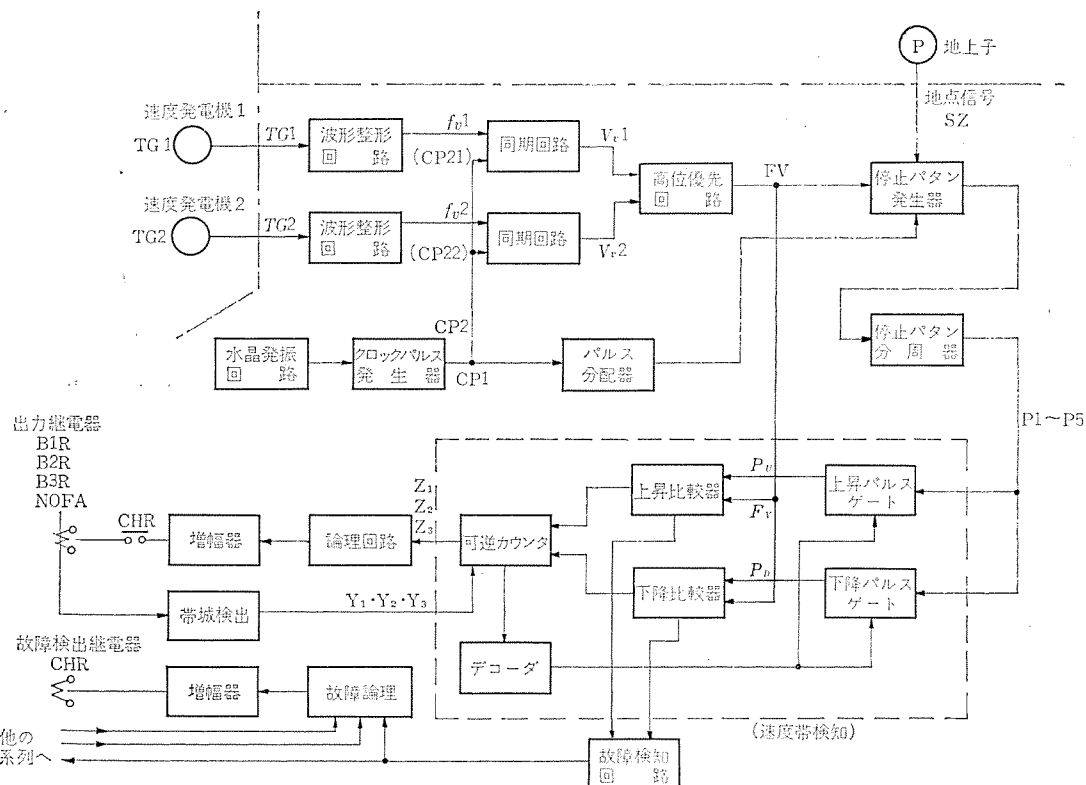 P 地上子
地点信号
SZ
速度発電機1
TG1
TG1
波形整形
回路
fv1
(CP21)
同期回路
Vr1
高位優先
回路
FV
停止パタン
発生器
速度発電機2
TG2
TG2
波形整形
回路
fv2
(CP22)
同期回路
Vr2
CP2
水晶発振
回路
クロックパルス
発生器
CP1
パルス
分配器
停止パタン
分周器
P1～P5
出力継電器
B1R
B2R
B3R
NOFA
CHR
増幅器
論理回路
Z₁
Z₂
Z₃
可逆カウンタ
上昇比較器
PU
FV
上昇パルス
ゲート
下降比較器
PD
下降パルス
ゲート
帯城検出
Y₁・Y₂・Y₃
デコーダ
故障検出継電器
CHR
増幅器
故障論理
(速度帯検知)
他の
系列へ
故障検知
回路